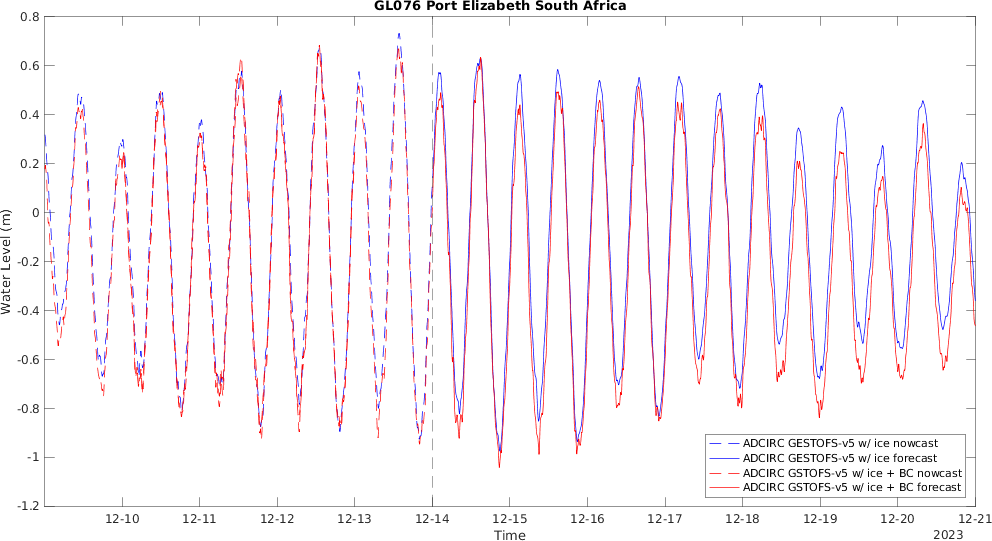 GL076 Port Elizabeth South Africa
0.8
0.6
0.4
0.2
0
-0.2
-0.4
-0.6
-0.8
-1
-1.2
Water Level (m)
ADCIRC GESTOFS-v5 w/ ice nowcast
ADCIRC GESTOFS-v5 w/ ice forecast
ADCIRC GSTOFS-v5 w/ ice + BC nowcast
ADCIRC GSTOFS-v5 w/ ice + BC forecast
12-10 12-11 12-12 12-13 12-14 12-15 12-16 12-17 12-18 12-19 12-20 12-21
Time
2023